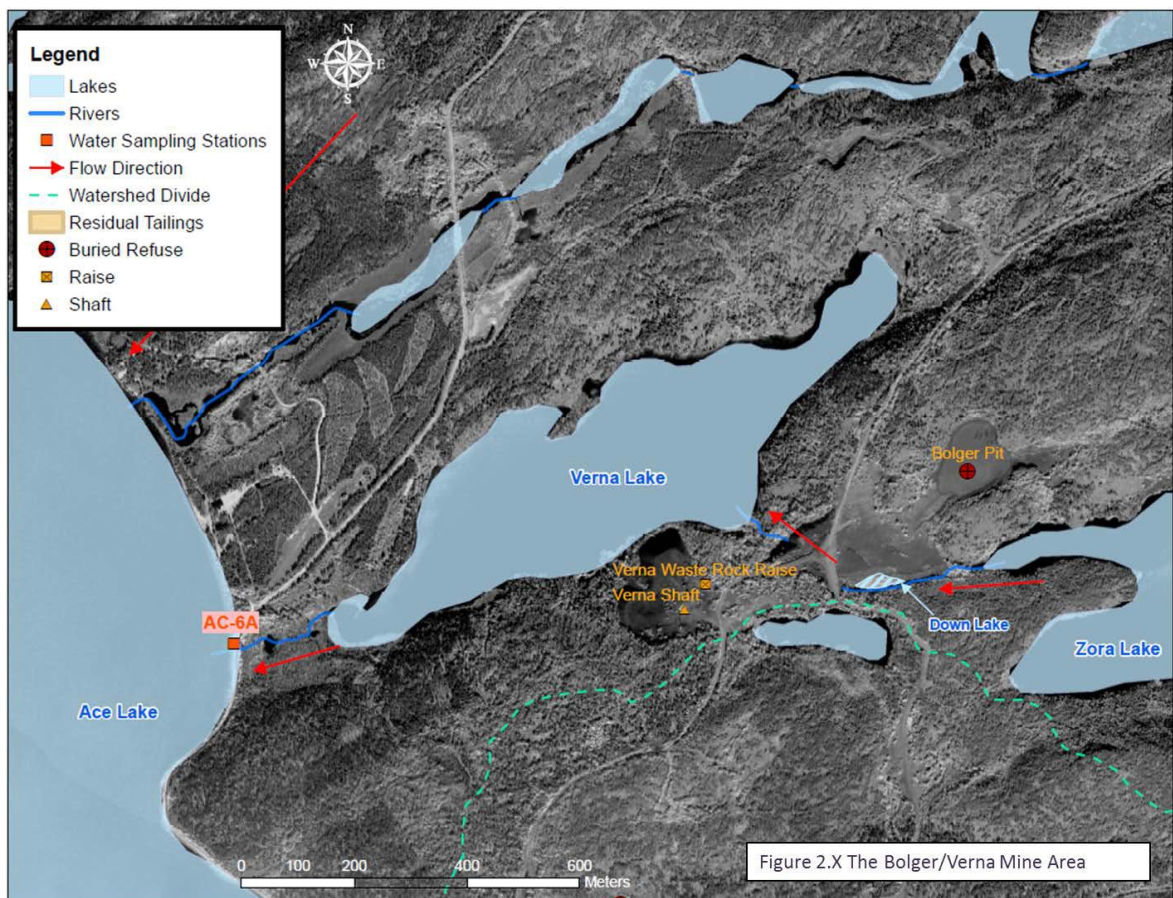 Legend
Lakes
Rivers
Water Sampling Stations
Flow Direction
Watershed Divide
Residual Tailings
Buried Refuse
Raise
Shaft
N
W E
S
Verna Lake
Bolger Pit
Verna Waste Rock Raise
Verna Shaft
AC-6A
Down Lake
Zora Lake
Ace Lake
0 100 200 400 600
Meters
Figure 2.X The Bolger/Verna Mine Area